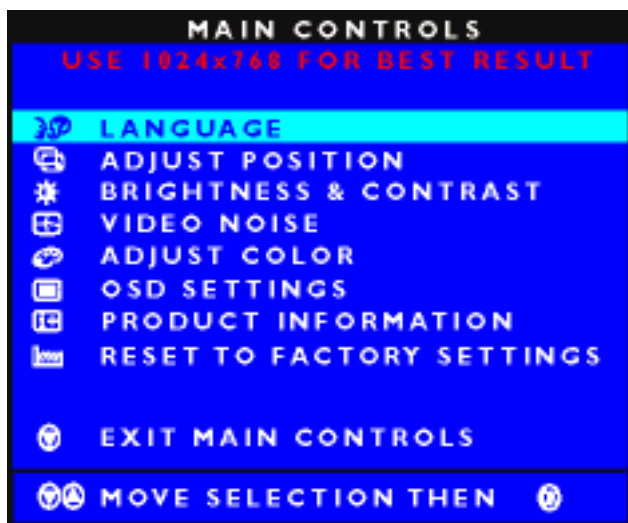 MAIN CONTROLS
USE 1024x768 FOR BEST RESULT
LANGUAGE
ADJUST POSITION
BRIGHTNESS & CONTRAST
VIDEO NOISE
ADJUST COLOR
OSD SETTINGS
PRODUCT INFORMATION
RESET TO FACTORY SETTINGS
EXIT MAIN CONTROLS
MOVE SELECTION THEN